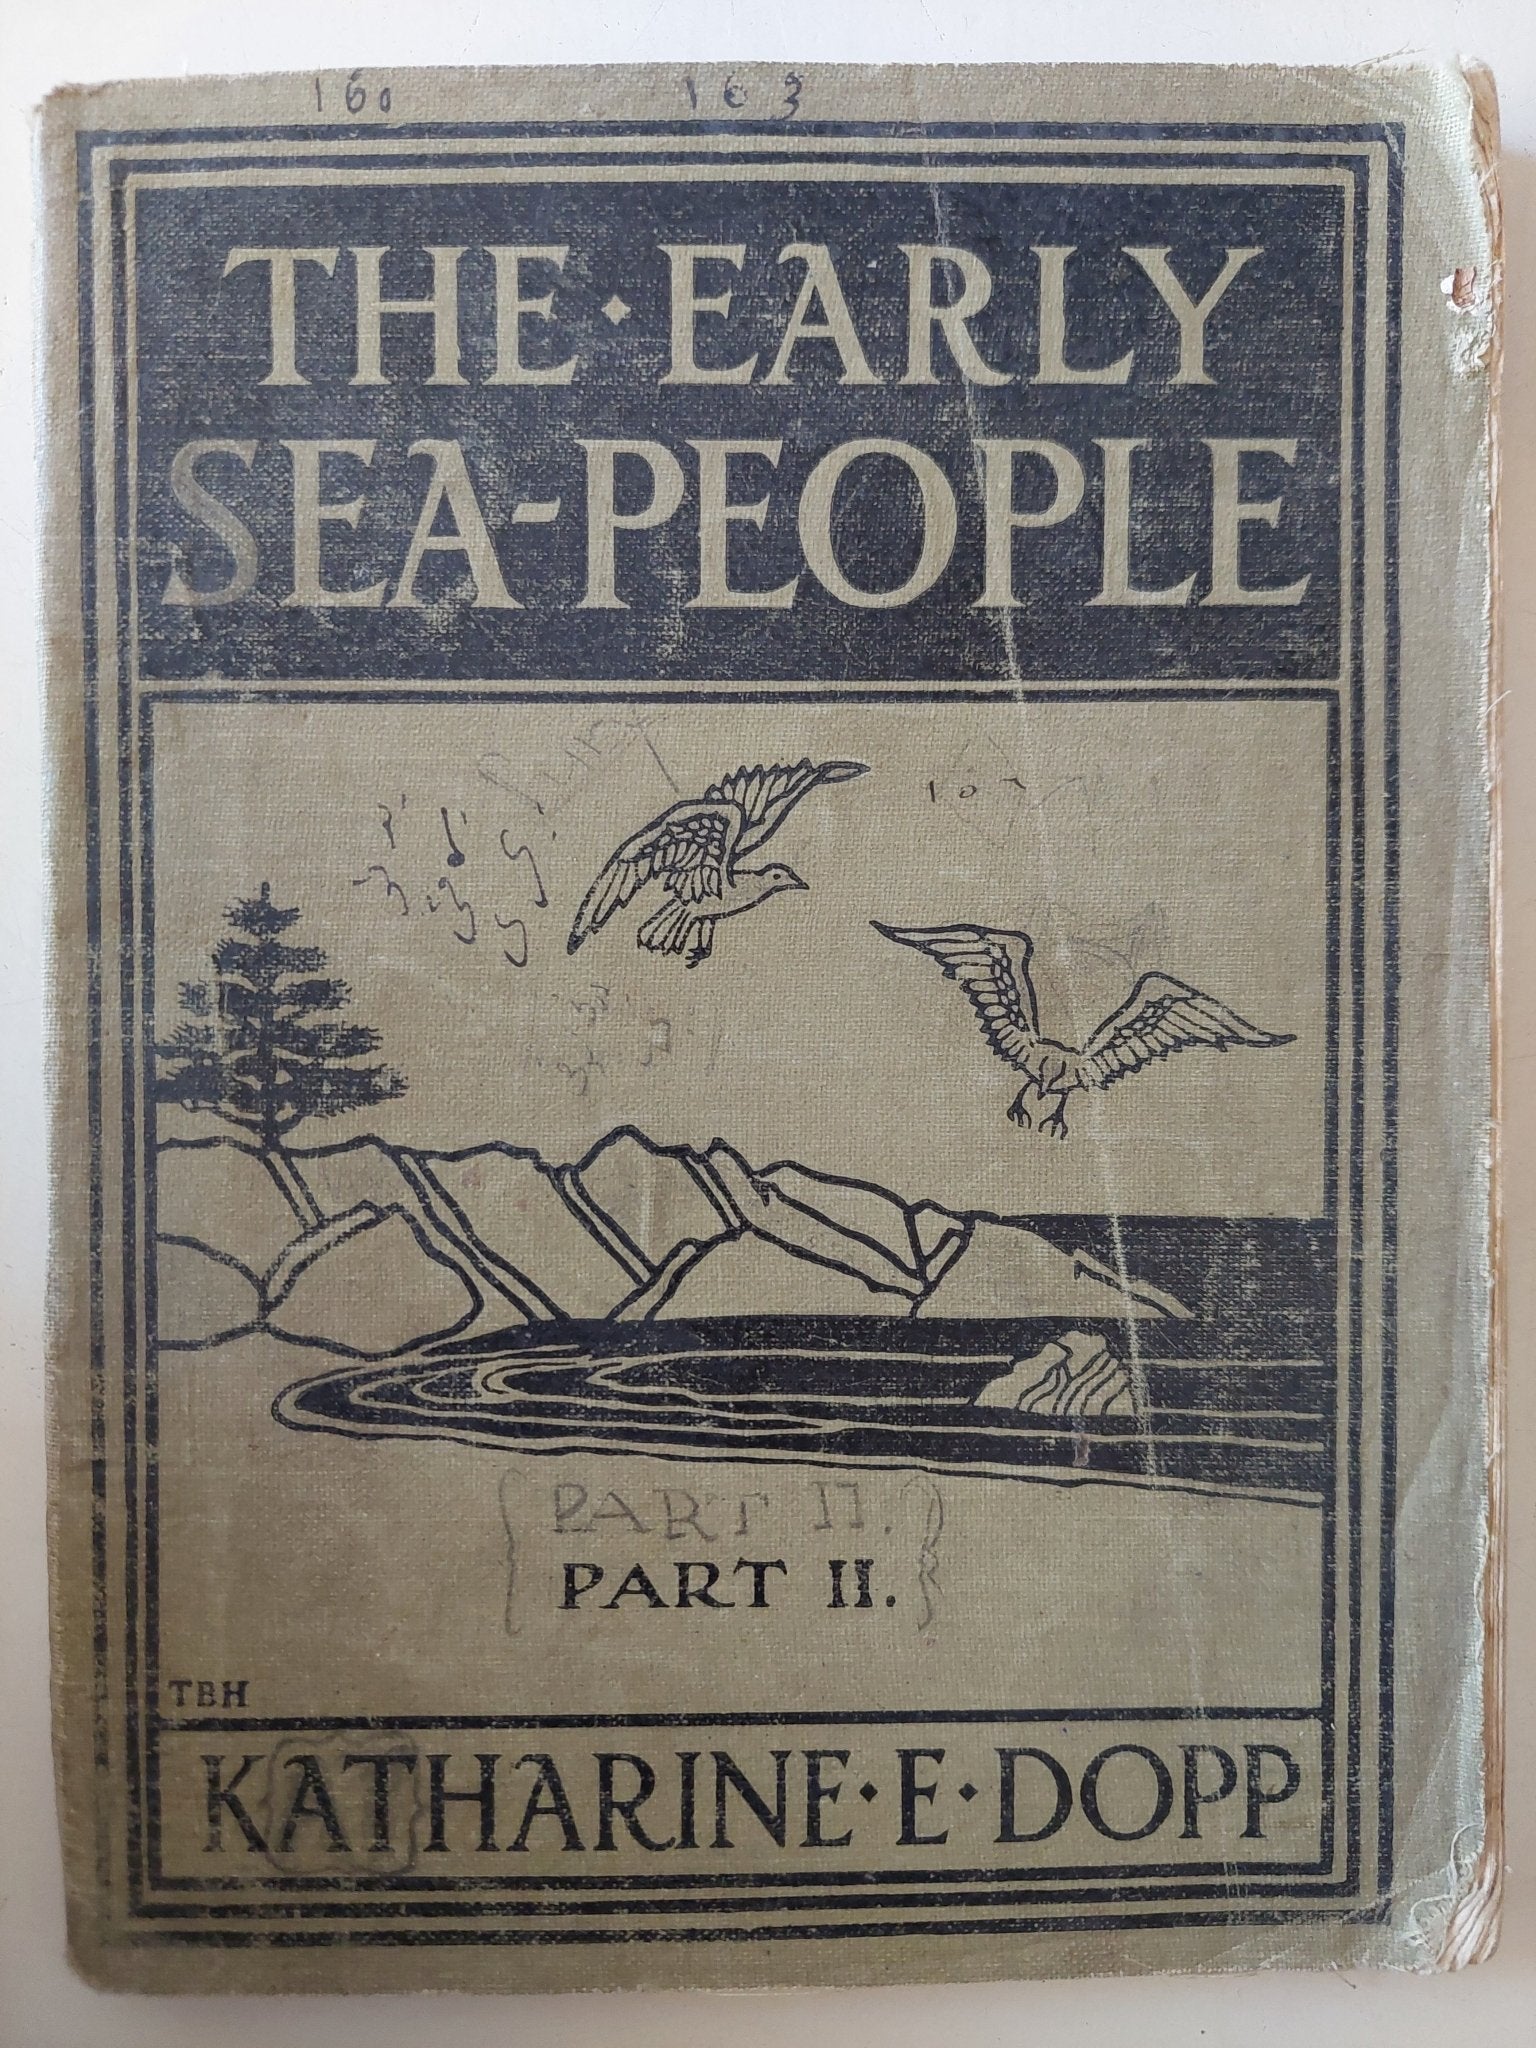 160 163
THE·EARLY
SEA-PEOPLE
PART II.
PART II.
TBH
KATHARINE·E·DOPP